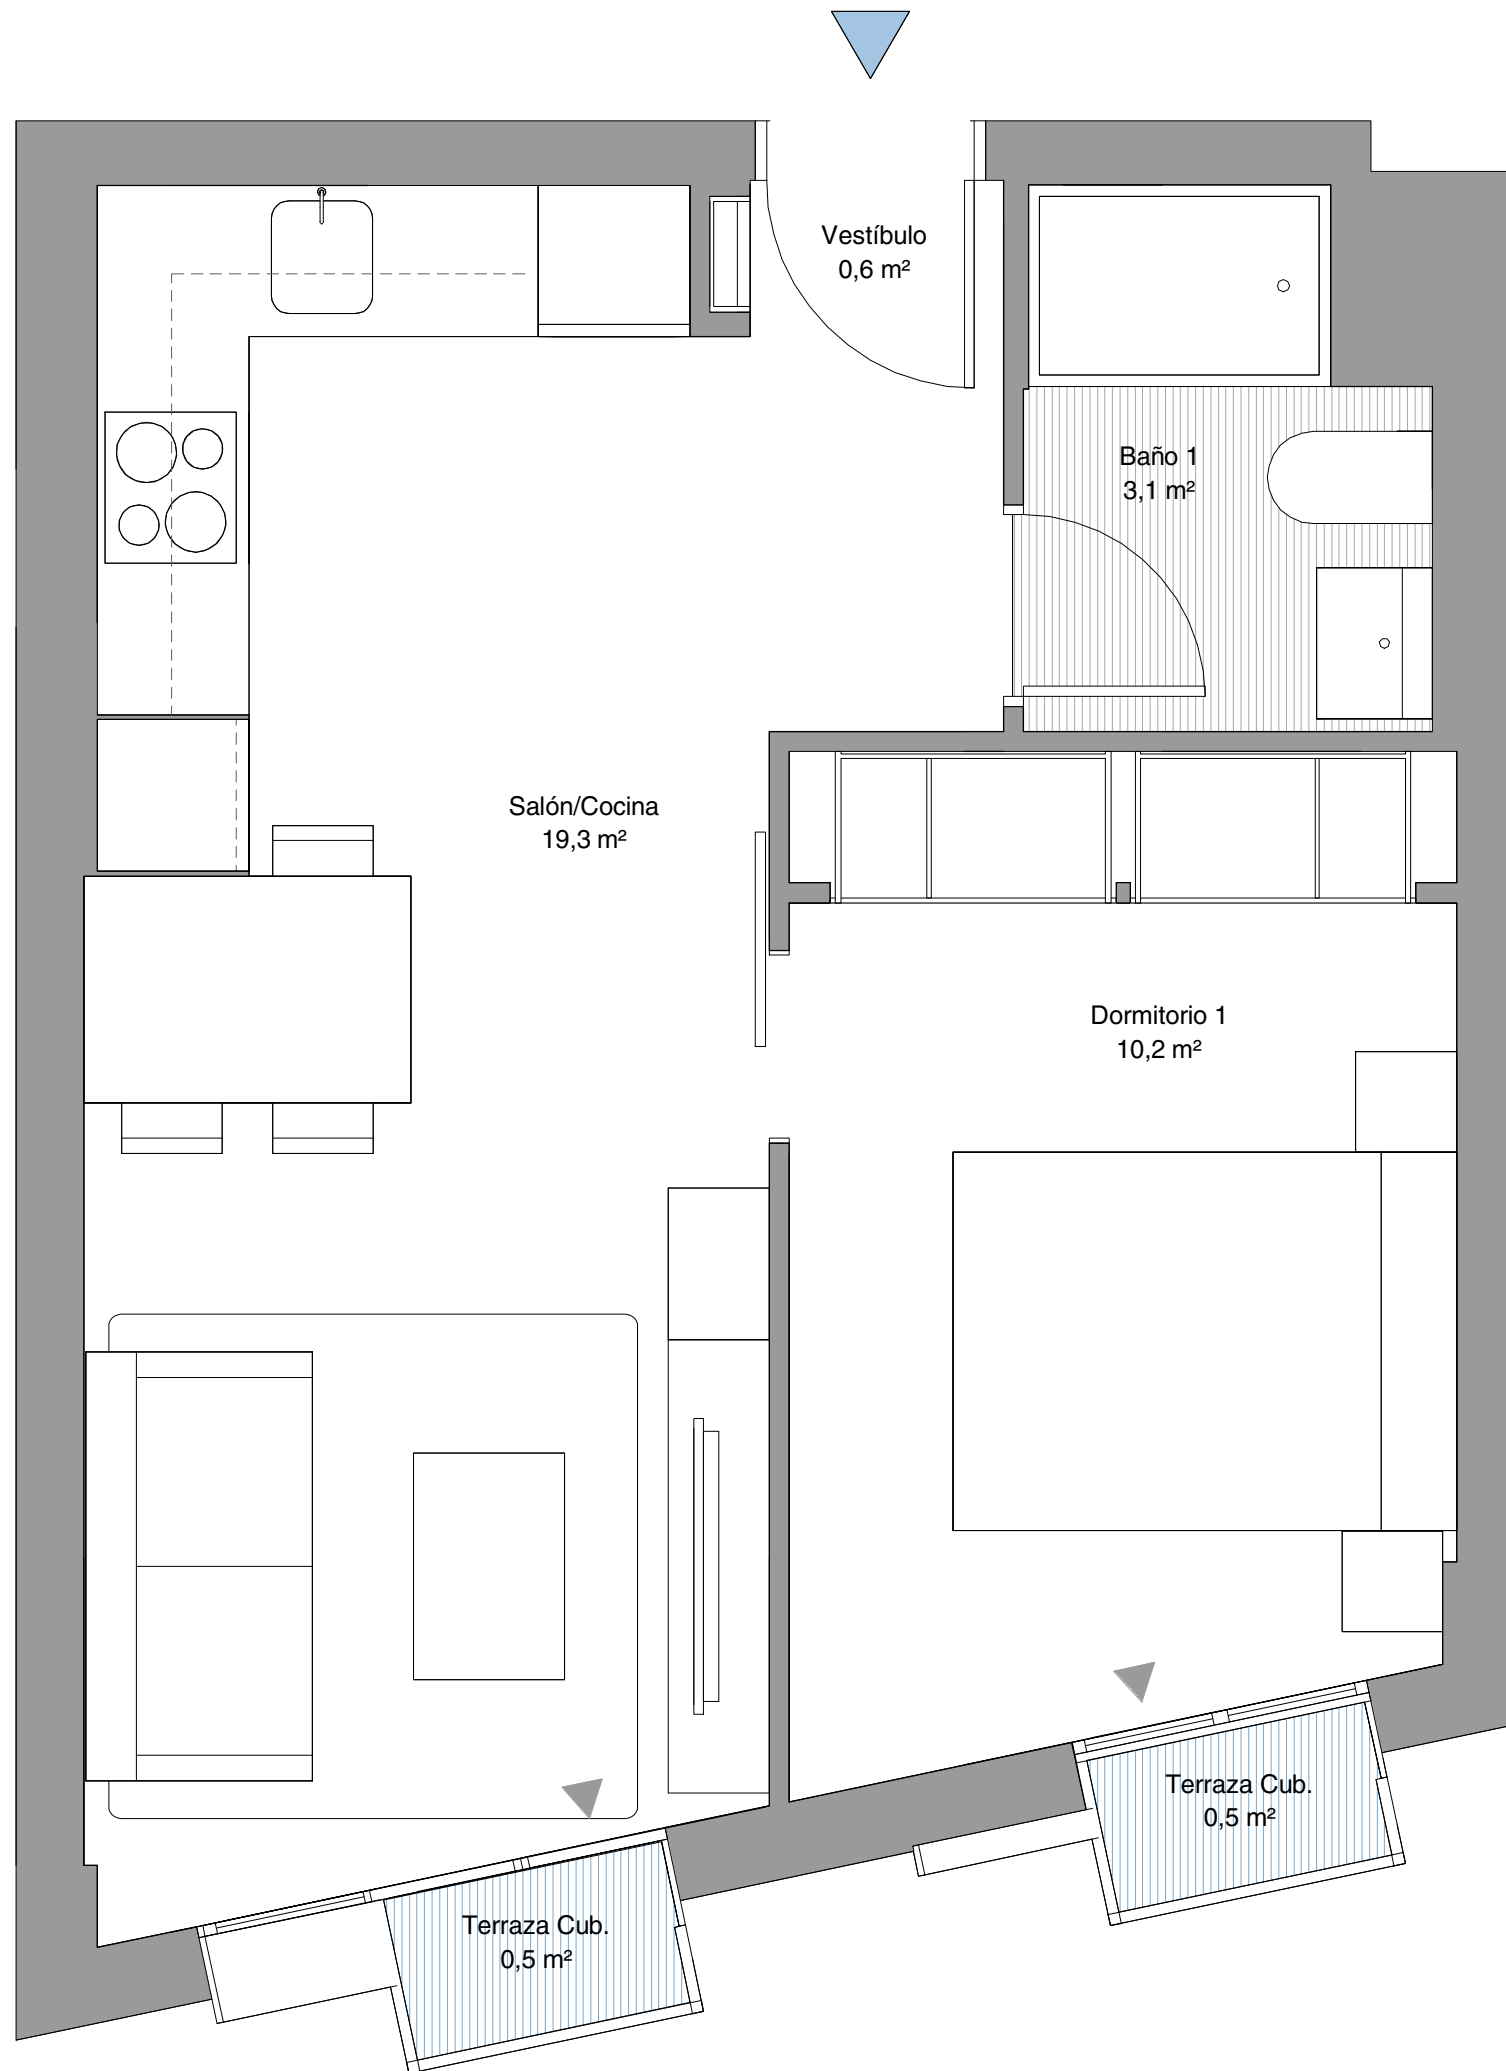 Vestíbulo
0,6 m²
Baño 1
3,1 m²
Salón/Cocina
19,3 m²
Dormitorio 1
10,2 m²
Terraza Cub.
0,5 m²
Terraza Cub.
0,5 m²